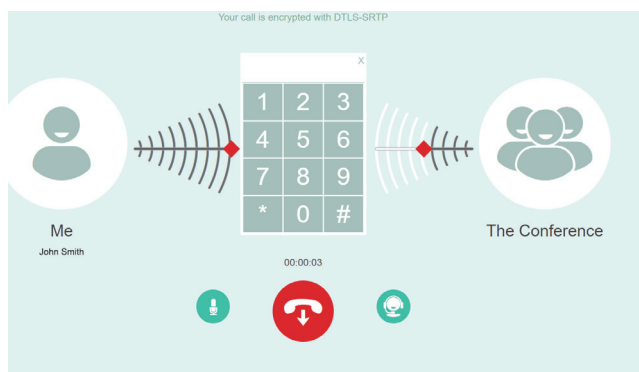 Your call is encrypted with DTLS-SRTP
X
1 2 3
4 5 6
7 8 9
* 0 #
Me
John Smith
The Conference
00:00:03